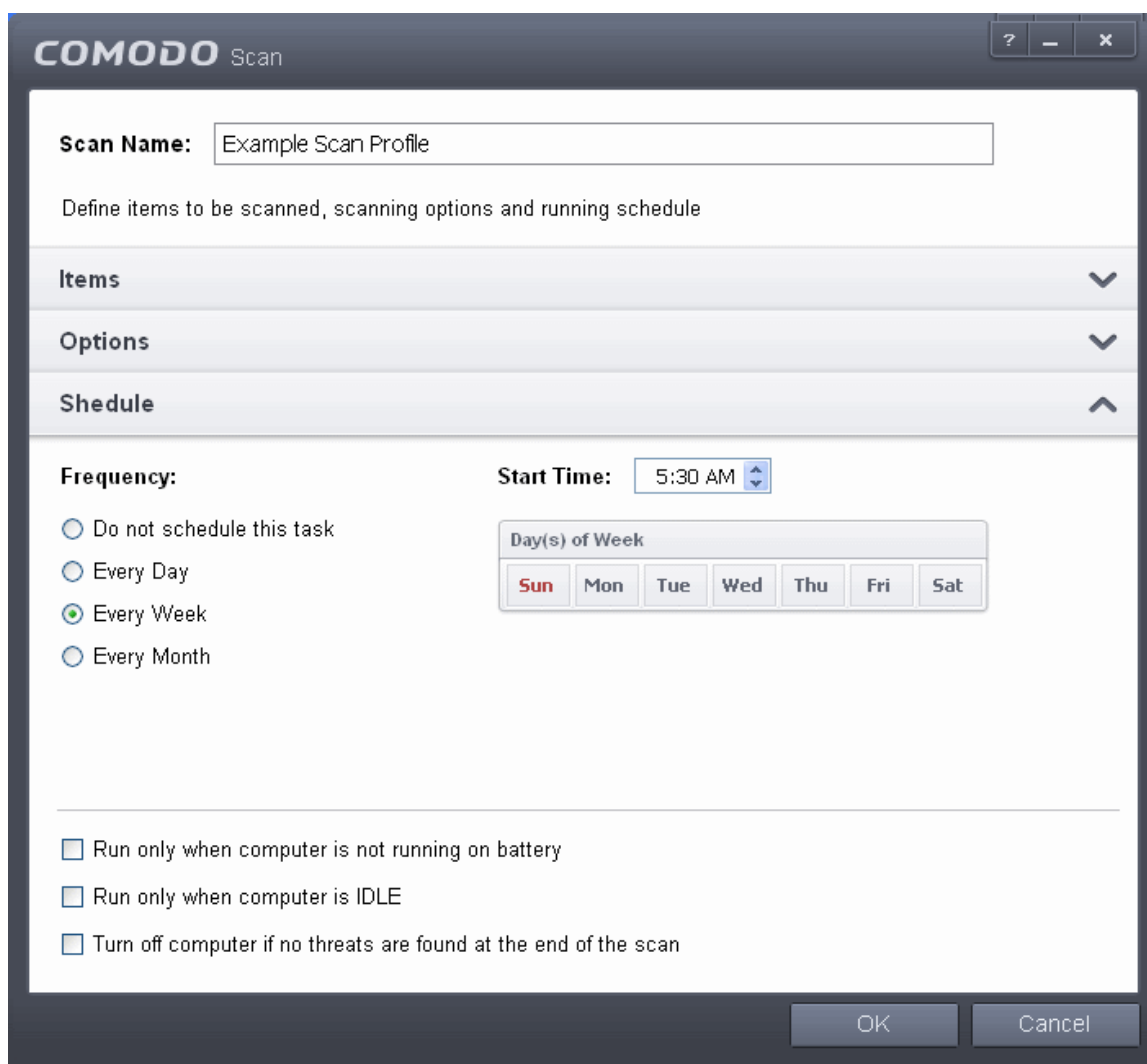 COMODO Scan
? – ×
Scan Name: Example Scan Profile
Define items to be scanned, scanning options and running schedule
Items
Options
Shedule
Frequency:
Start Time: 5:30 AM
Do not schedule this task
Every Day
Every Week
Every Month
Day(s) of Week
Sun Mon Tue Wed Thu Fri Sat
Run only when computer is not running on battery
Run only when computer is IDLE
Turn off computer if no threats are found at the end of the scan
OK Cancel